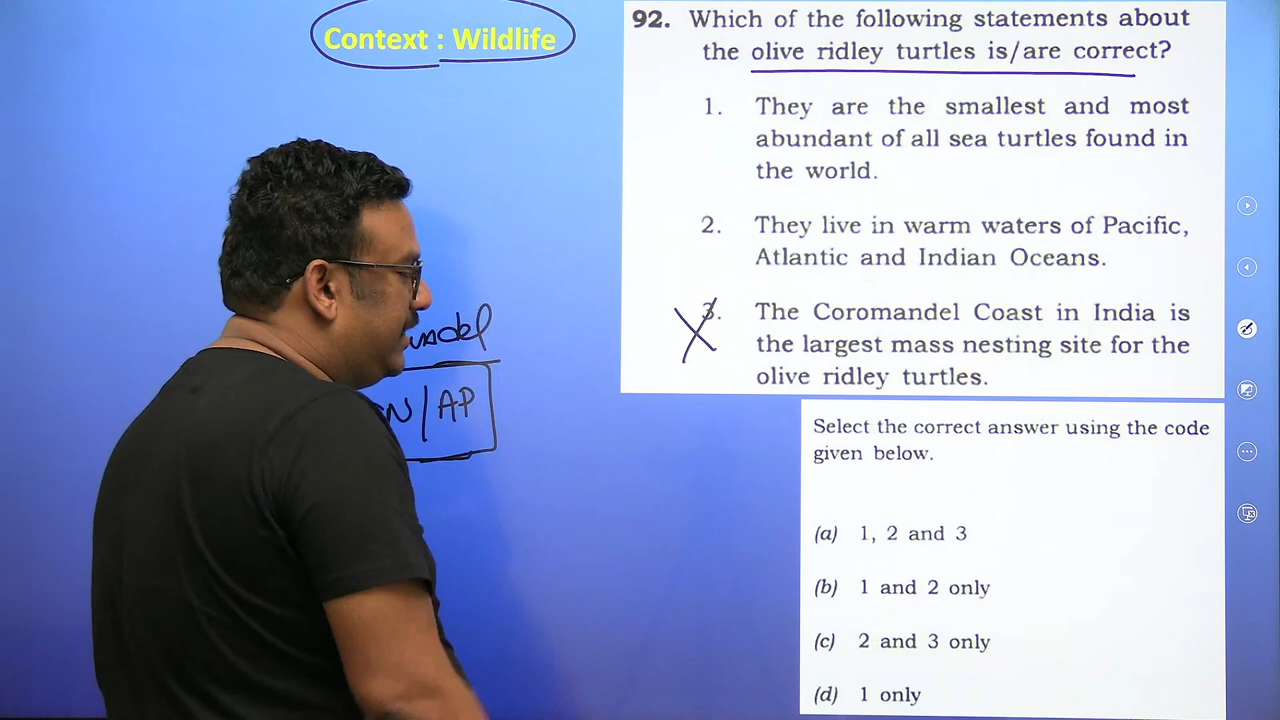 Context : Wildlife
92. Which of the following statements about
the olive ridley turtles is/are correct?
1. They are the smallest and most
abundant of all sea turtles found in
the world.
2. They live in warm waters of Pacific,
Atlantic and Indian Oceans.
3. The Coromandel Coast in India is
the largest mass nesting site for the
olive ridley turtles.
N/AP
Select the correct answer using the code
given below.
(a) 1, 2 and 3
(b) 1 and 2 only
(c) 2 and 3 only
(d) 1 only